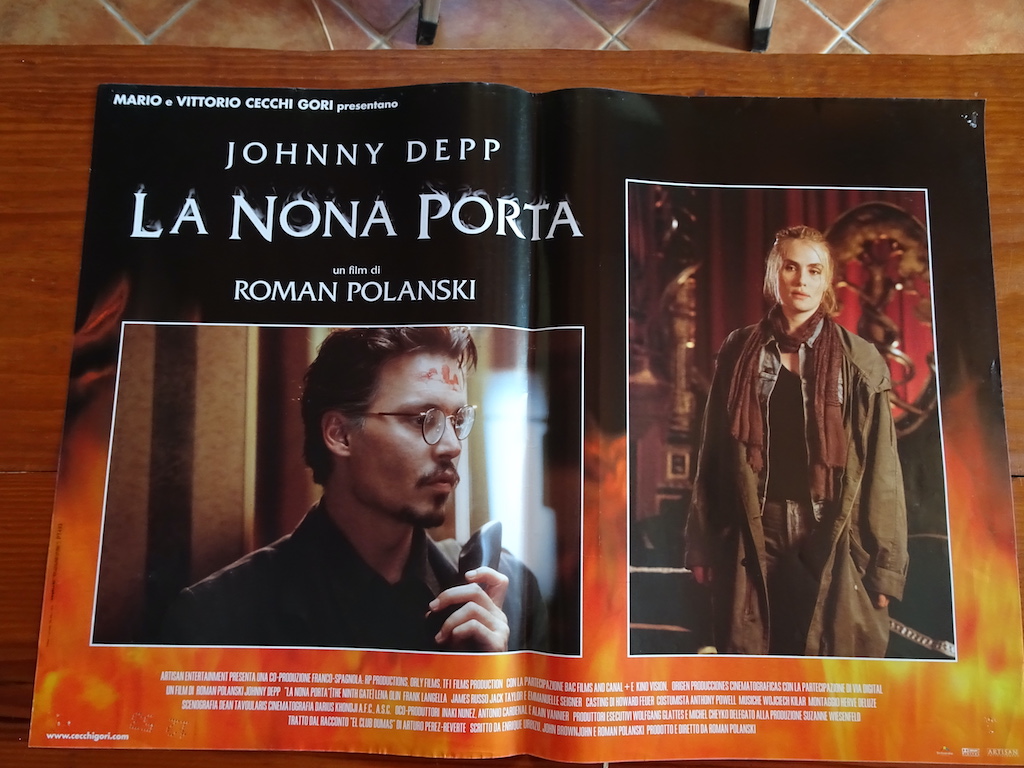 MARIO e VITTORIO CECCHI GORI presentano
JOHNNY DEPP
LA NONA PORTA
un film di
ROMAN POLANSKI
ARTISAN ENTERTAINMENT PRESENTA UNA CO-PRODUZIONE FRANCO-SPAGNOLA: RP PRODUCTIONS, ORLY FILMS, TF1 FILMS PRODUCTION CON LA PARTECIPAZIONE BAC FILMS AND CANAL + E KINO VISION, ORIGEN PRODUCCIONES CINEMATOGRAFICAS CON LA PARTECIPAZIONE DI VIA DIGITAL
UN FILM DI ROMAN POLANSKI JOHNNY DEPP "LA NONA PORTA" (THE NINTH GATE) LENA OLIN FRANK LANGELLA JAMES RUSSO JACK TAYLOR E EMMANUELLE SEIGNER CASTING DI HOWARD FEUER COSTUMISTA ANTHONY POWELL MUSICHE WOJCIECH KILAR MONTAGGIO HERVE DELUZE
SCENOGRAFIA DEAN TAVOULARIS CINEMATOGRAFIA DARIUS KHONDJI A.F.C., A.S.C. CO-PRODUTTORI INAKI NUNEZ, ANTONIO CARDENAL E ALAIN VANNIER PRODUTTORI ESECUTIVI WOLFGANG GLATTES E MICHEL CHEYKO DELEGATO ALLA PRODUZIONE SUZANNE WIESENFELD
TRATTO DAL RACCONTO "EL CLUB DUMAS" DI ARTURO PEREZ-REVERTE SCRITTO DA ENRIQUE URBIZU, JOHN BROWNJOHN E ROMAN POLANSKI PRODOTTO E DIRETTO DA ROMAN POLANSKI
www.cecchigori.com
ARTISAN